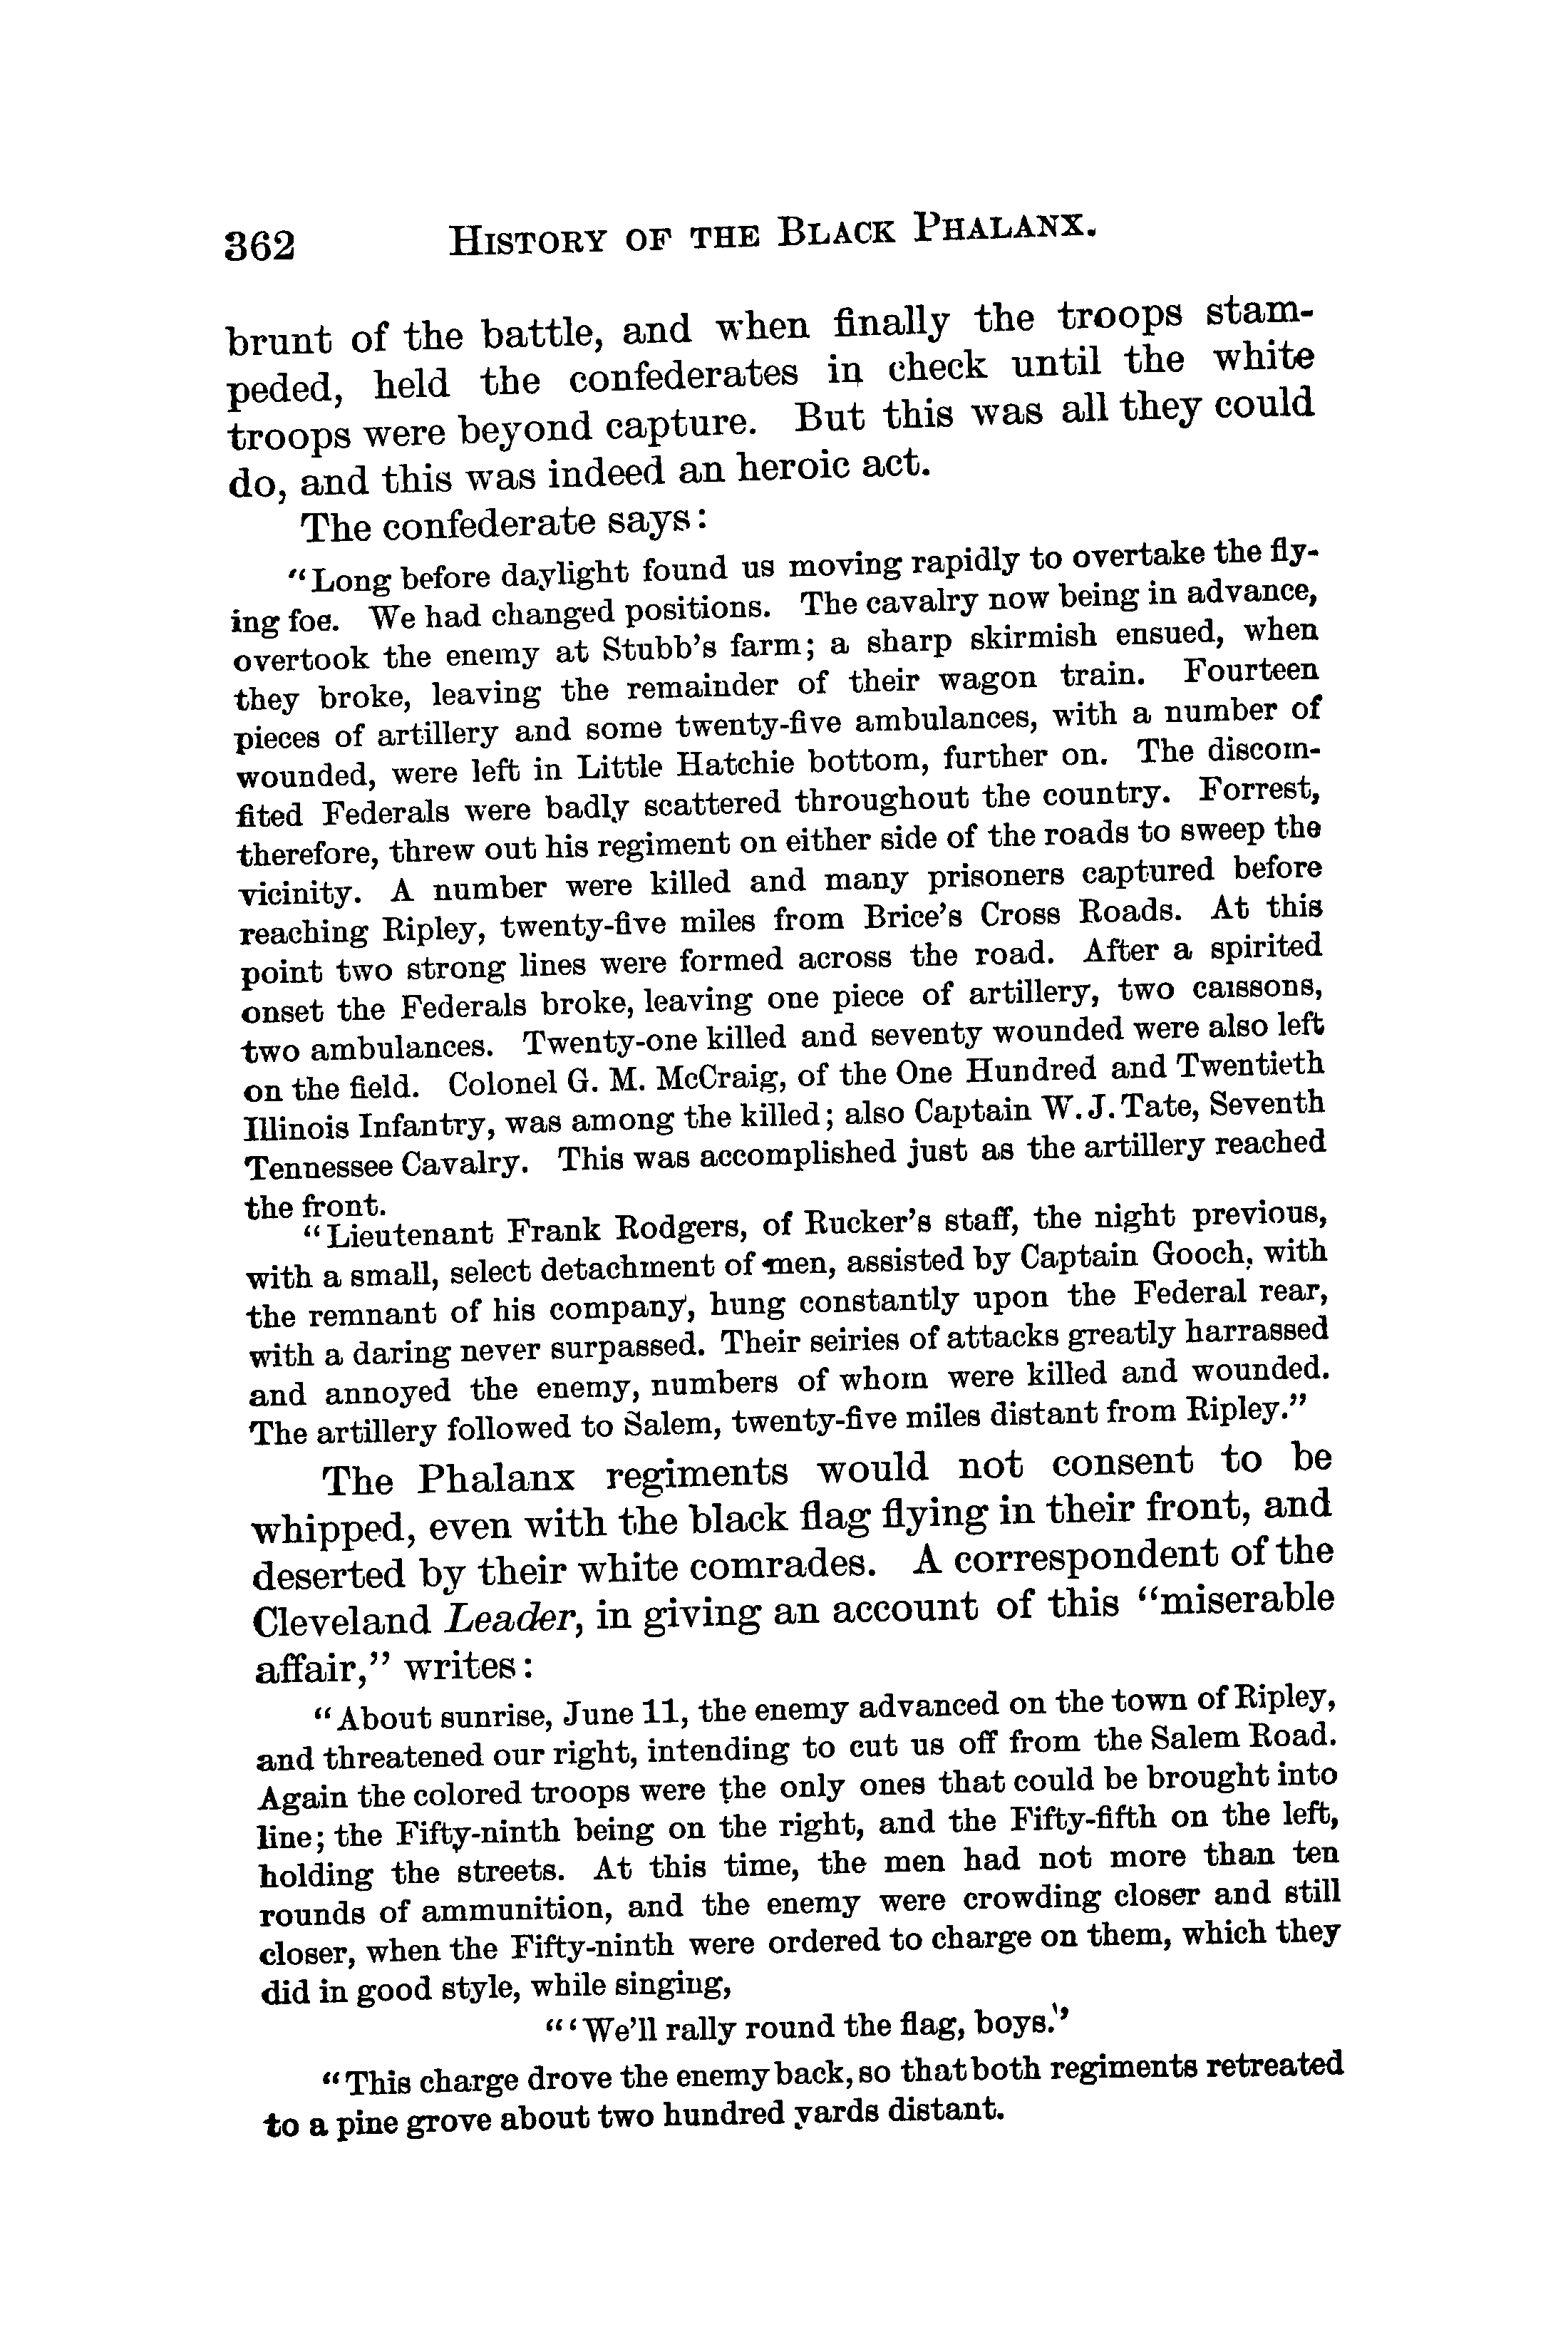 362 HISTORY OF THE BLACK PHALANX.
brunt of the battle, and when finally the troops stam-
peded, held the confederates in check until the white
troops were beyond capture. But this was all they could
do, and this was indeed an heroic act.
The confederate says:
"Long before daylight found us moving rapidly to overtake the fly-
ing foe. We had changed positions. The cavalry now being in advance,
overtook the enemy at Stubb's farm; a sharp skirmish ensued, when
they broke, leaving the remainder of their wagon train. Fourteen
pieces of artillery and some twenty-five ambulances, with a number of
wounded, were left in Little Hatchie bottom, further on. The discom-
fited Federals were badly scattered throughout the country. Forrest,
therefore, threw out his regiment on either side of the roads to sweep the
vicinity. A number were killed and many prisoners captured before
reaching Ripley, twenty-five miles from Brice's Cross Roads. At this
point two strong lines were formed across the road. After a spirited
onset the Federals broke, leaving one piece of artillery, two caissons,
two ambulances. Twenty-one killed and seventy wounded were also left
on the field. Colonel G. M. McCraig, of the One Hundred and Twentieth
Illinois Infantry, was among the killed; also Captain W. J. Tate, Seventh
Tennessee Cavalry. This was accomplished just as the artillery reached
the front.
"Lieutenant Frank Rodgers, of Rucker's staff, the night previous,
with a small, select detachment of men, assisted by Captain Gooch, with
the remnant of his company, hung constantly upon the Federal rear,
with a daring never surpassed. Their seiries of attacks greatly harrassed
and annoyed the enemy, numbers of whom were killed and wounded.
The artillery followed to Salem, twenty-five miles distant from Ripley."
The Phalanx regiments would not consent to be
whipped, even with the black flag flying in their front, and
deserted by their white comrades. A correspondent of the
Cleveland Leader, in giving an account of this "miserable
affair," writes:
"About sunrise, June 11, the enemy advanced on the town of Ripley,
and threatened our right, intending to cut us off from the Salem Road.
Again the colored troops were the only ones that could be brought into
line; the Fifty-ninth being on the right, and the Fifty-fifth on the left,
holding the streets. At this time, the men had not more than ten
rounds of ammunition, and the enemy were crowding closer and still
closer, when the Fifty-ninth were ordered to charge on them, which they
did in good style, while singing,
"'We'll rally round the flag, boys.'
"This charge drove the enemy back, so that both regiments retreated
to a pine grove about two hundred yards distant.